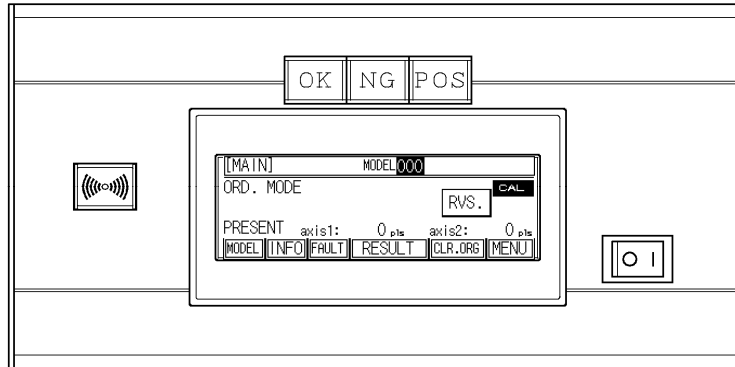 OK NG POS
[MAIN] MODEL 000
ORD. MODE CAL
RVS.
PRESENT axis1: 0 pls axis2: 0 pls
MODEL INFO FAULT RESULT CLR.ORG MENU
O I